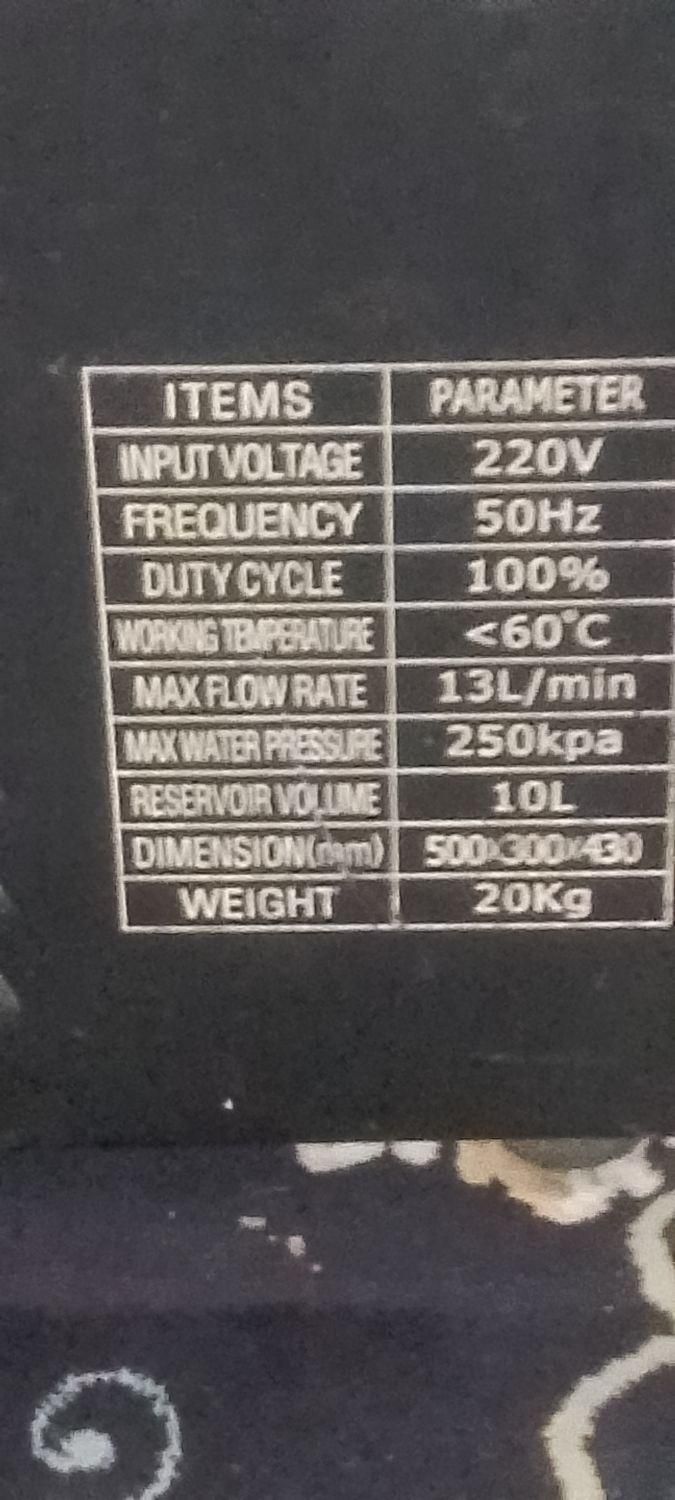 ITEMS PARAMETER
INPUT VOLTAGE 220V
FREQUENCY 50Hz
DUTY CYCLE 100%
WORKING TEMPERATURE <60°C
MAX FLOW RATE 13L/min
MAX WATER PRESSURE 250kpa
RESERVOIR VOLUME 10L
DIMENSION(mm) 500×300×430
WEIGHT 20Kg